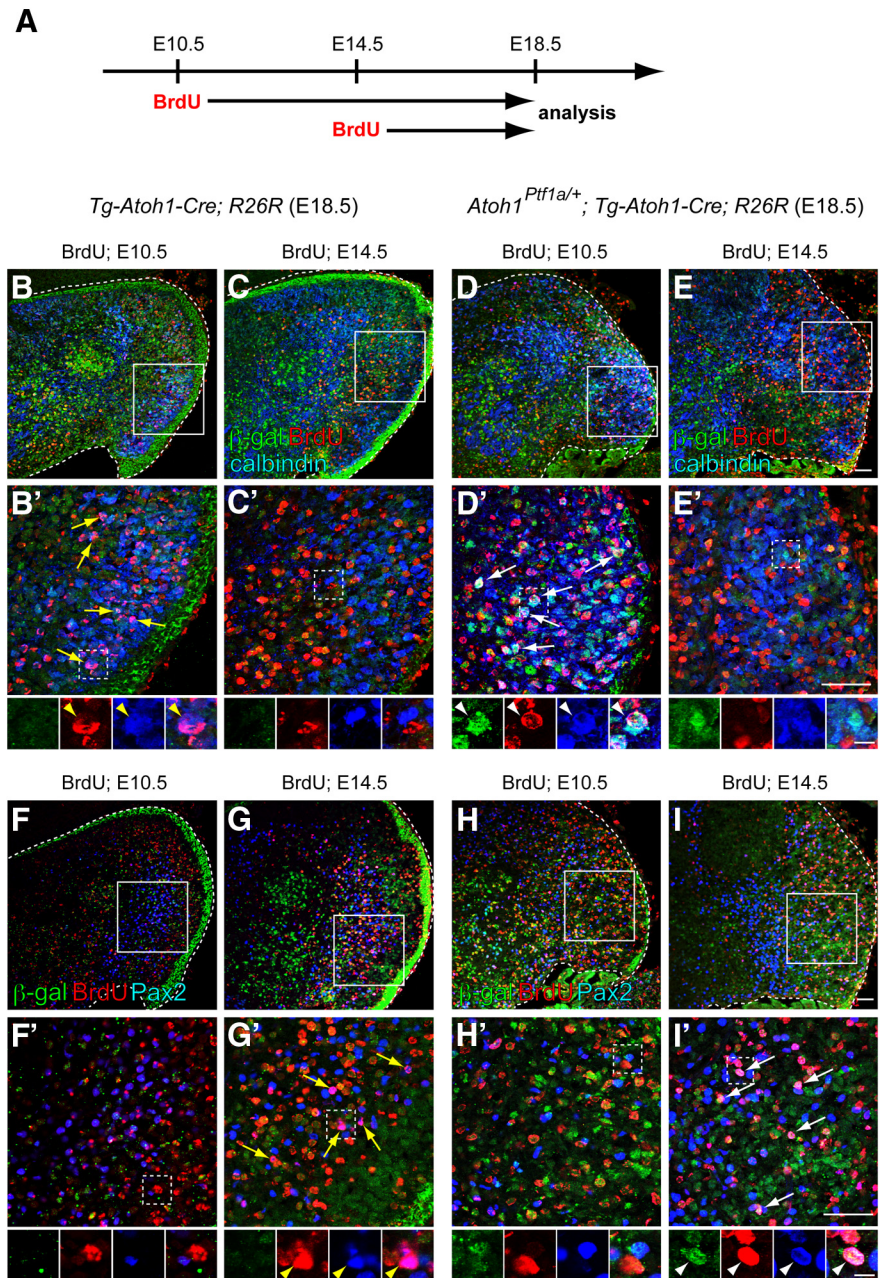 A
E10.5 E14.5 E18.5
BrdU
analysis
BrdU
Tg-Atoh1-Cre; R26R (E18.5)
Atoh1Ptf1a/+; Tg-Atoh1-Cre; R26R (E18.5)
BrdU; E10.5
BrdU; E14.5
BrdU; E10.5
BrdU; E14.5
B
C
D
E
β-gal BrdU
calbindin
β-gal BrdU
calbindin
B’
C’
D’
E’
BrdU; E10.5
BrdU; E14.5
BrdU; E10.5
BrdU; E14.5
F
G
H
I
β-gal BrdU Pax2
β-gal BrdU Pax2
F’
G’
H’
I’